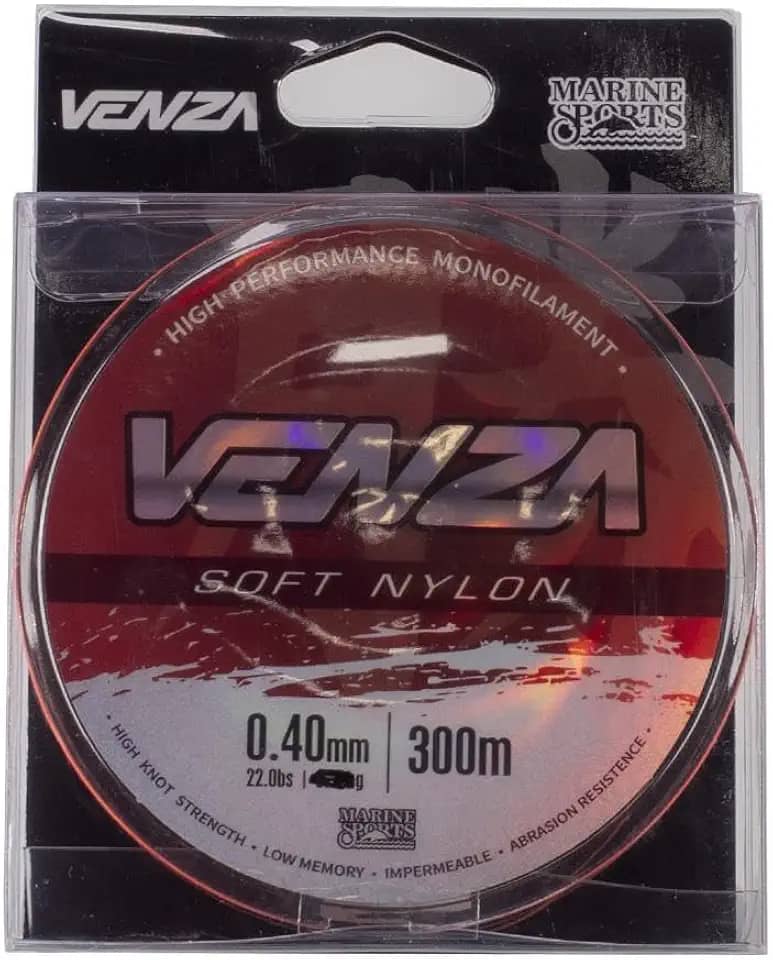 VENZA
MARINE
SPORTS
• HIGH PERFORMANCE MONOFILAMENT •
VENZA
SOFT NYLON
0.40mm | 300m
22.0bs | g
MARINE
SPORTS
• HIGH KNOT STRENGTH • LOW MEMORY • IMPERMEABLE • ABRASION RESISTENCE •